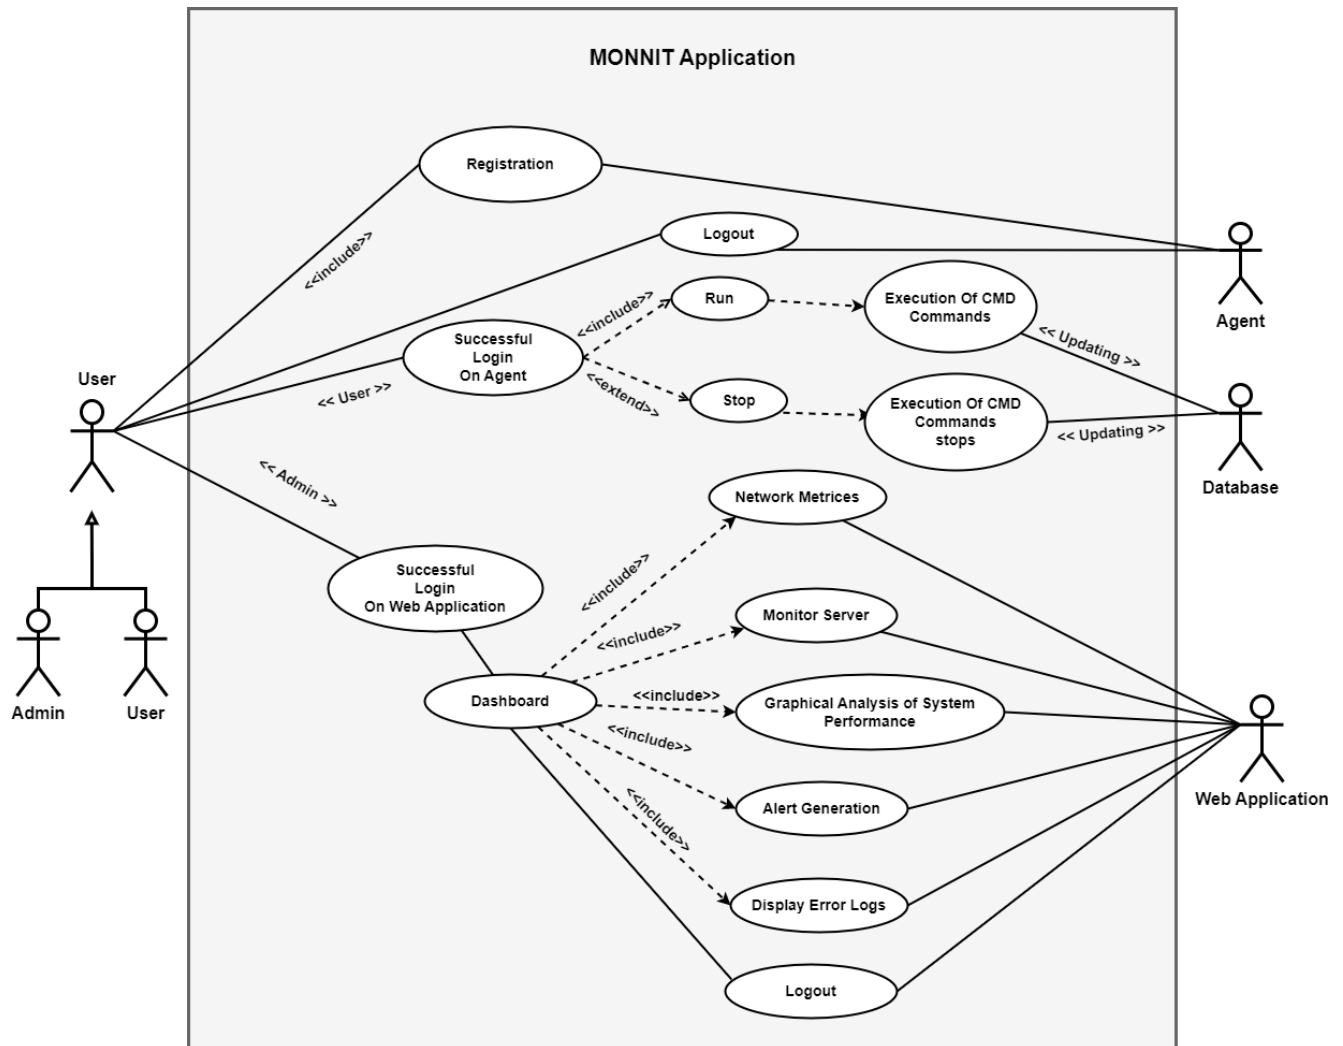 MONNIT Application
Registration
<<include>>
Logout
Agent
<<include>>
Run
Execution Of CMD
Commands
<< Updating >>
Successful
Login
On Agent
<<extend>>
Stop
Execution Of CMD
Commands
stops
<< Updating >>
Database
User
<< User >>
<< Admin >>
Admin
User
Successful
Login
On Web Application
Dashboard
<<include>>
Network Metrices
<<include>>
Monitor Server
<<include>>
Graphical Analysis of System
Performance
<<include>>
Alert Generation
<<include>>
Display Error Logs
Logout
Web Application